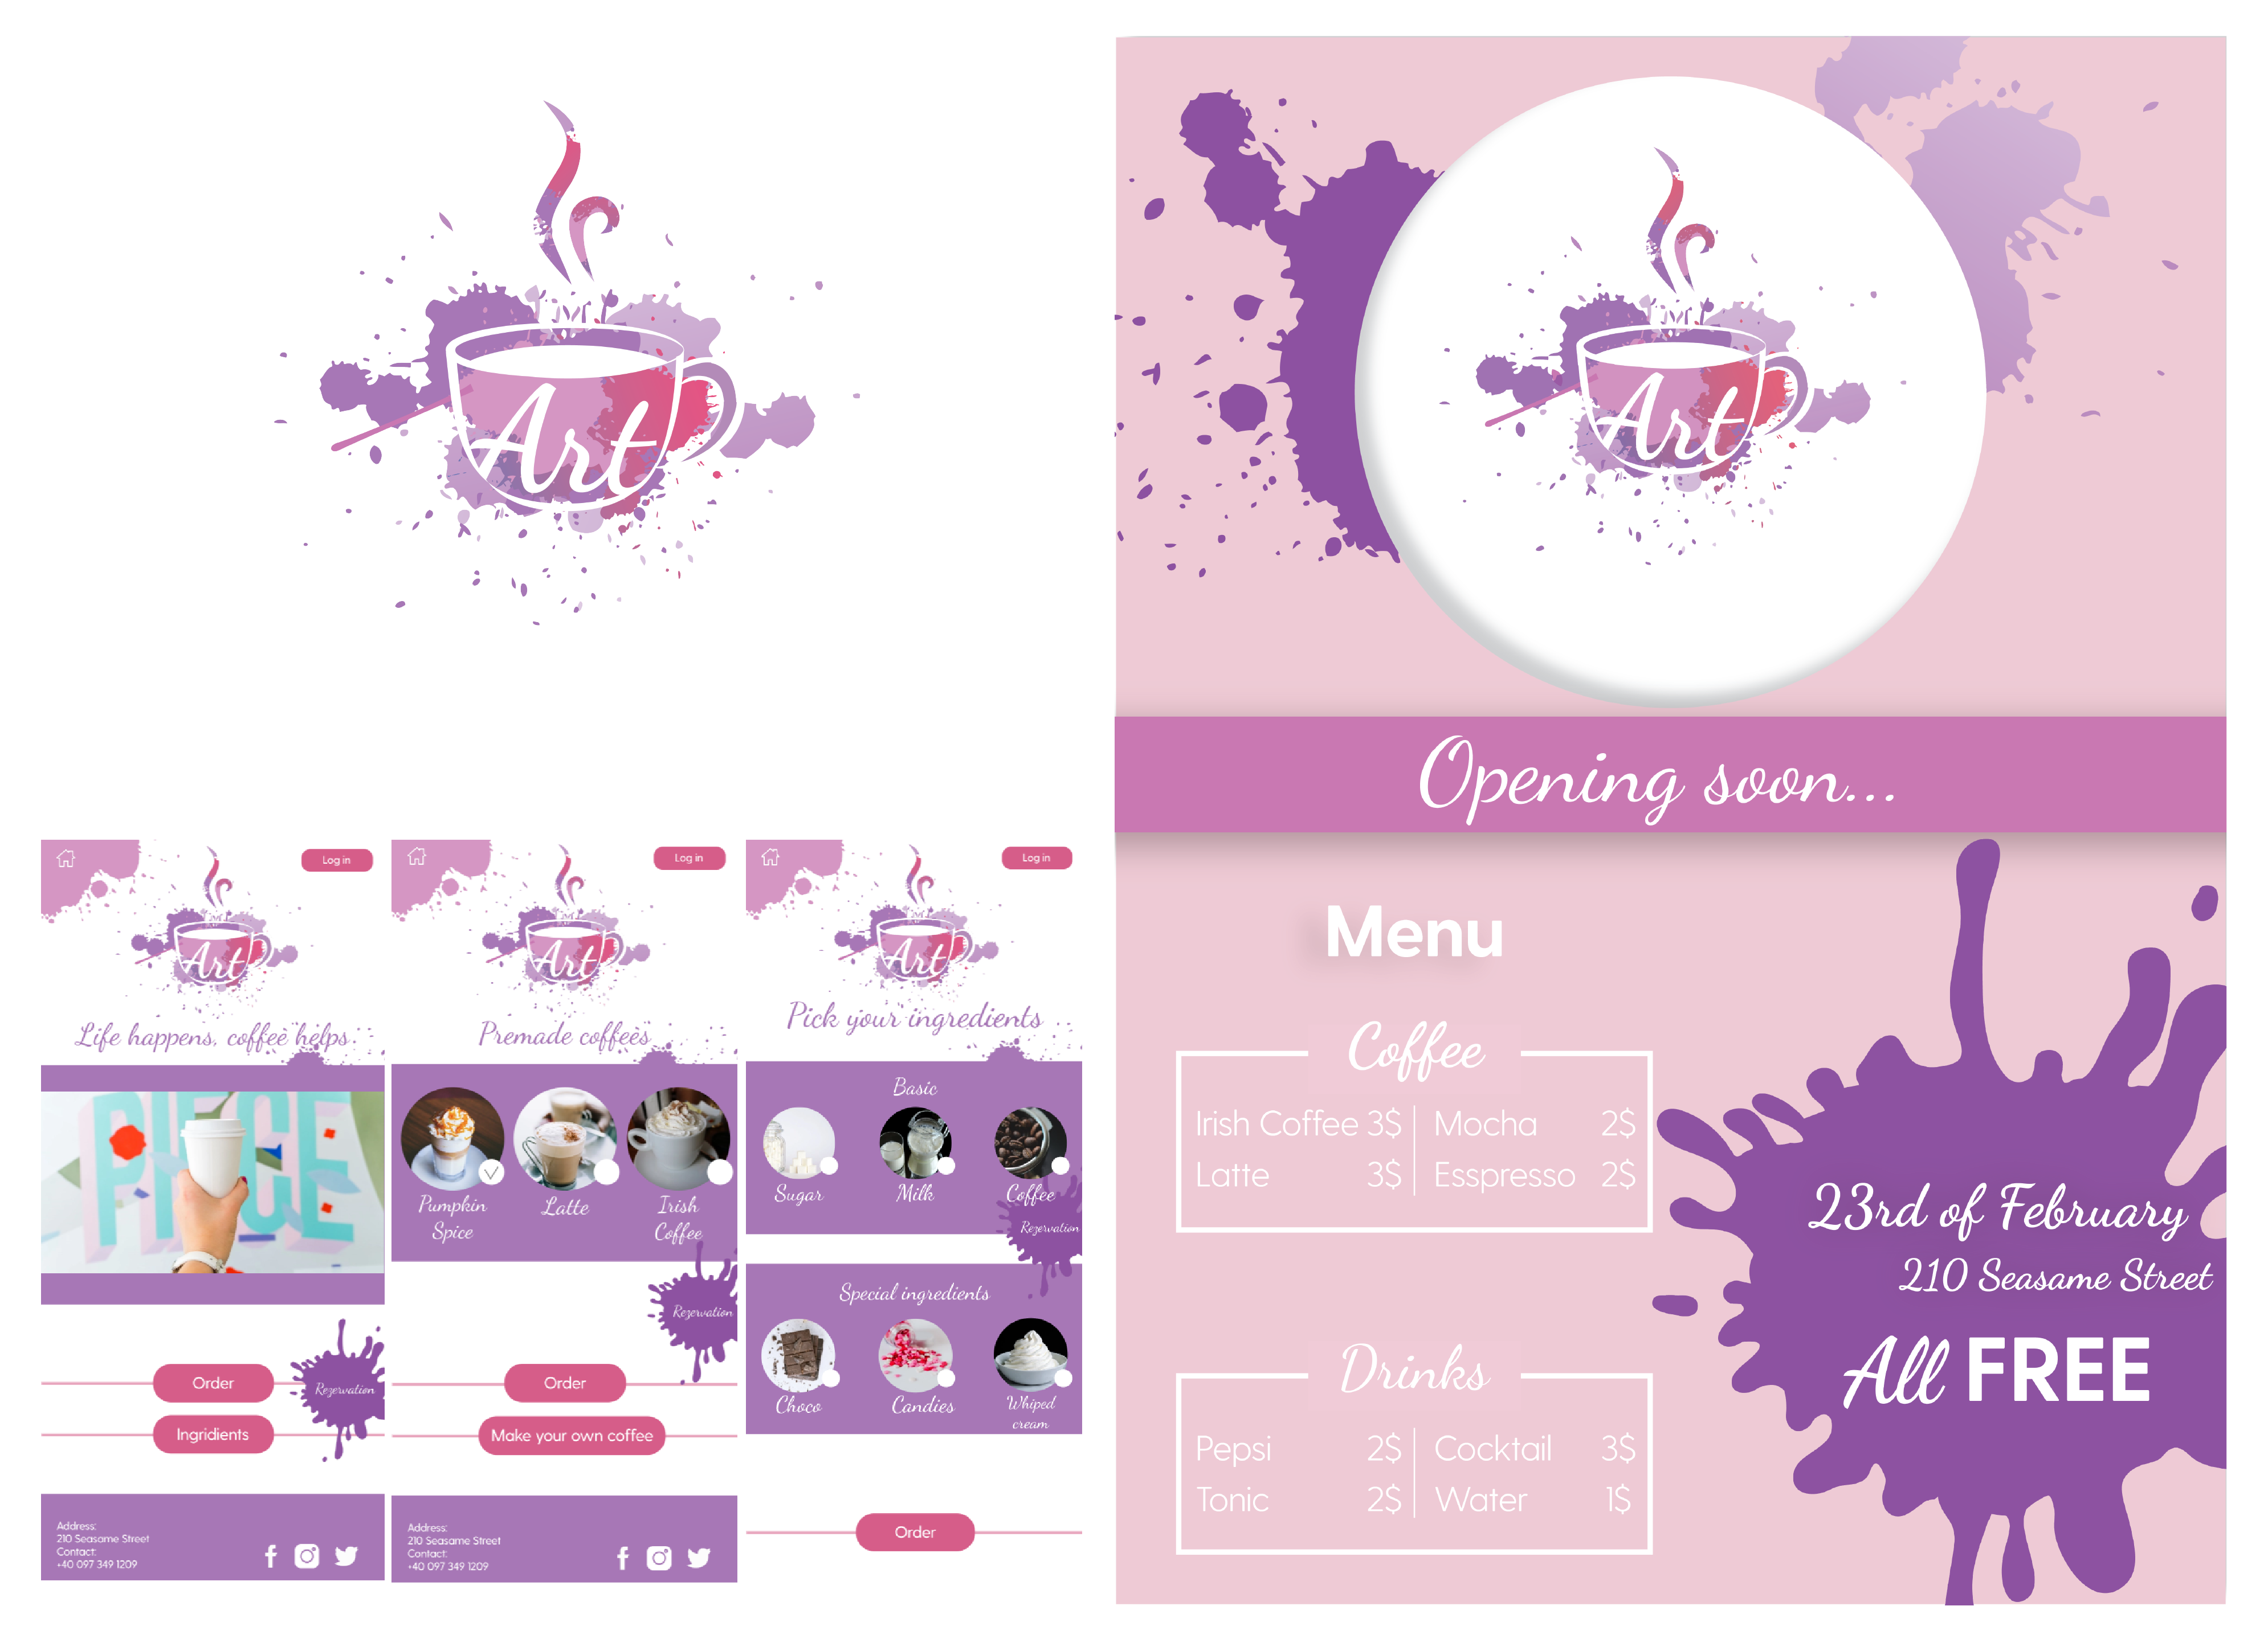 Art
Art
Opening soon...
Menu
Coffee
Irish Coffee 3$ Mocha 2$
Latte 3$ Esspresso 2$
Drinks
Pepsi 2$ Cocktail 3$
Tonic 2$ Water 1$
23rd of February
210 Seasame Street
All FREE
Log in
Art
Life happens, coffee helps
PIECE
Order
Rezervation
Ingridients
Address:
210 Seasame Street
Contact:
+40 097 349 1209
Log in
Art
Premade coffees
Pumpkin
Spice
Latte
Irish
Coffee
Rezervation
Order
Make your own coffee
Address:
210 Seasame Street
Contact:
+40 097 349 1209
Log in
Art
Pick your ingredients
Basic
Sugar
Milk
Coffee
Rezervation
Special ingredients
Choco
Candies
Whiped
cream
Order